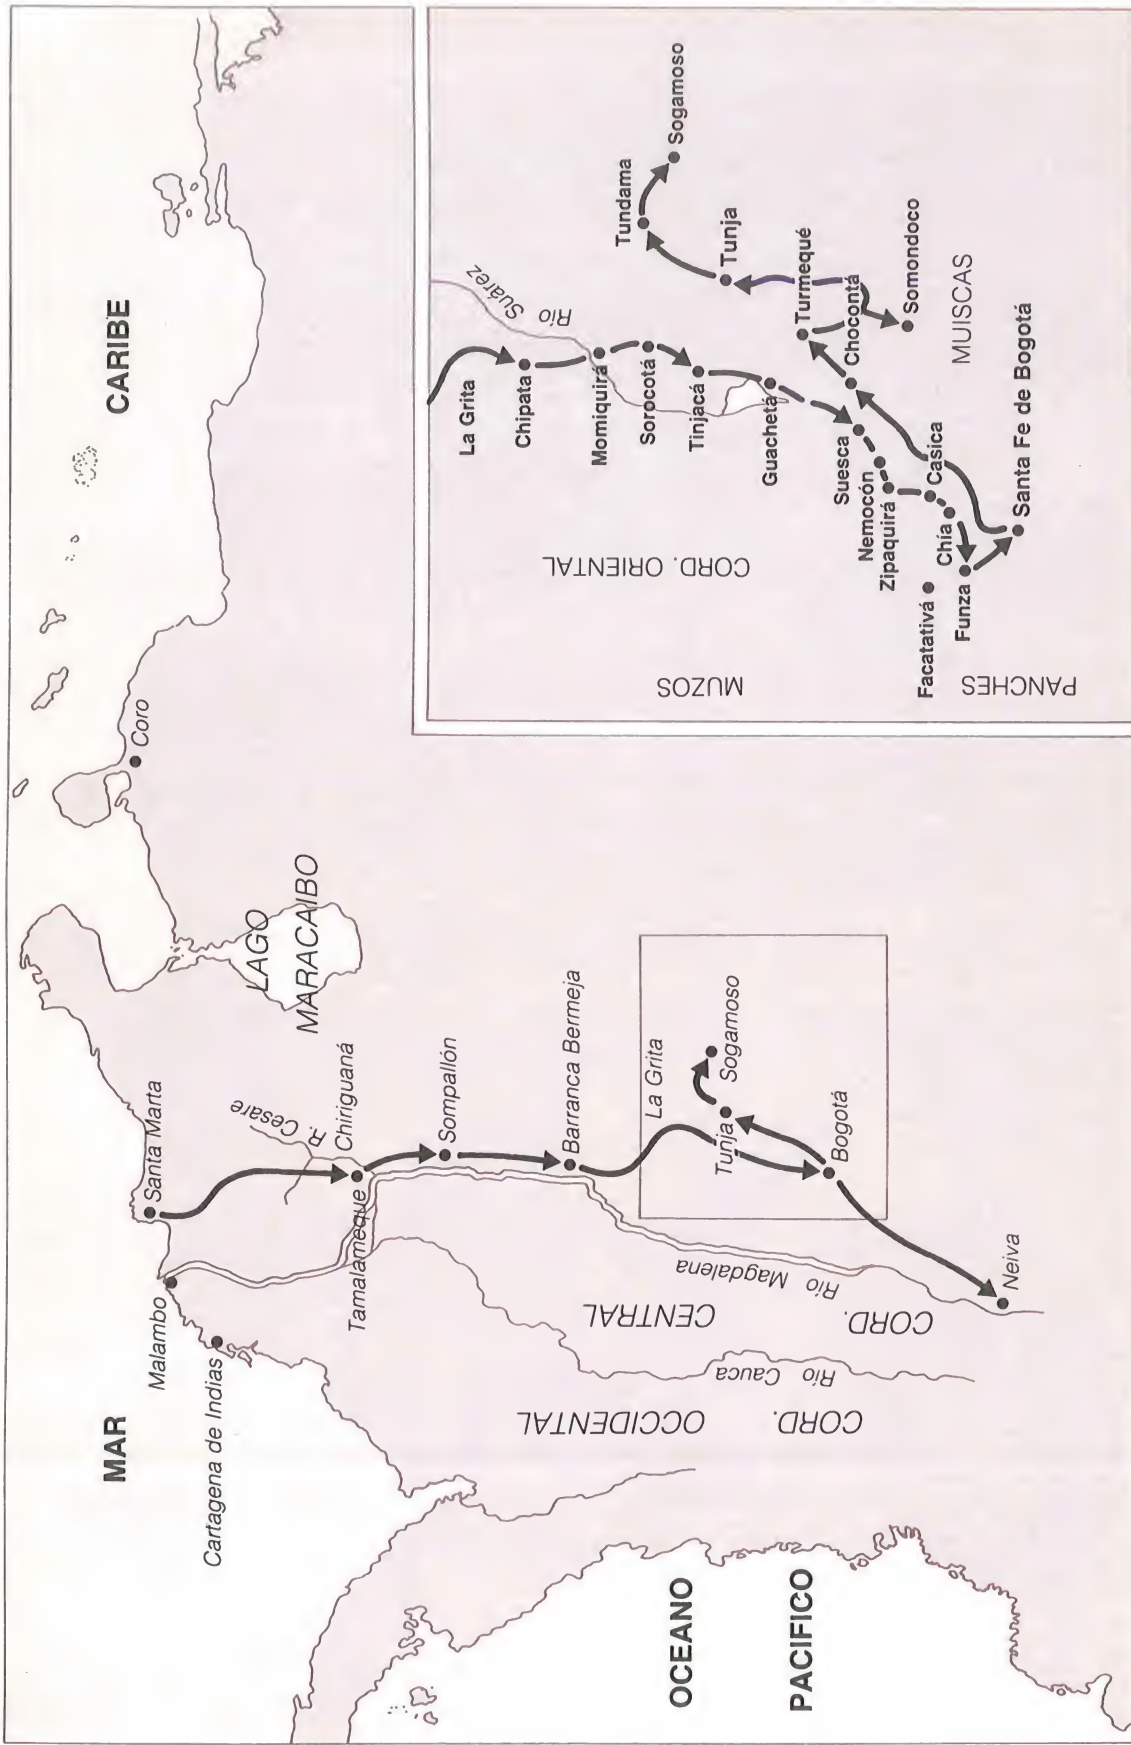 MAR
CARIBE
Malambo
Cartagena de Indias
Santa Marta
Coro
LAGO
MARACAIBO
R. Cesare
Chiriguaná
Tamalameque
Sompallón
Barranca Bermeja
La Grita
Sogamoso
Tunja
Bogotá
Neiva
Río Magdalena
CORD. CENTRAL
Río Cauca
CORD. OCCIDENTAL
OCEANO
PACIFICO
La Grita
Río
Suárez
Chipata
Momiquirá
Sorocotá
Tinjacá
Guachetá
Suesca
Nemocón
Zipaquirá
Casica
Chía
Facatativá
Funza
Santa Fe de Bogotá
Chocontá
Turmequé
Somondoco
Tunja
Tundama
Sogamoso
CORD. ORIENTAL
MUZOS
PANCHES
MUISCAS